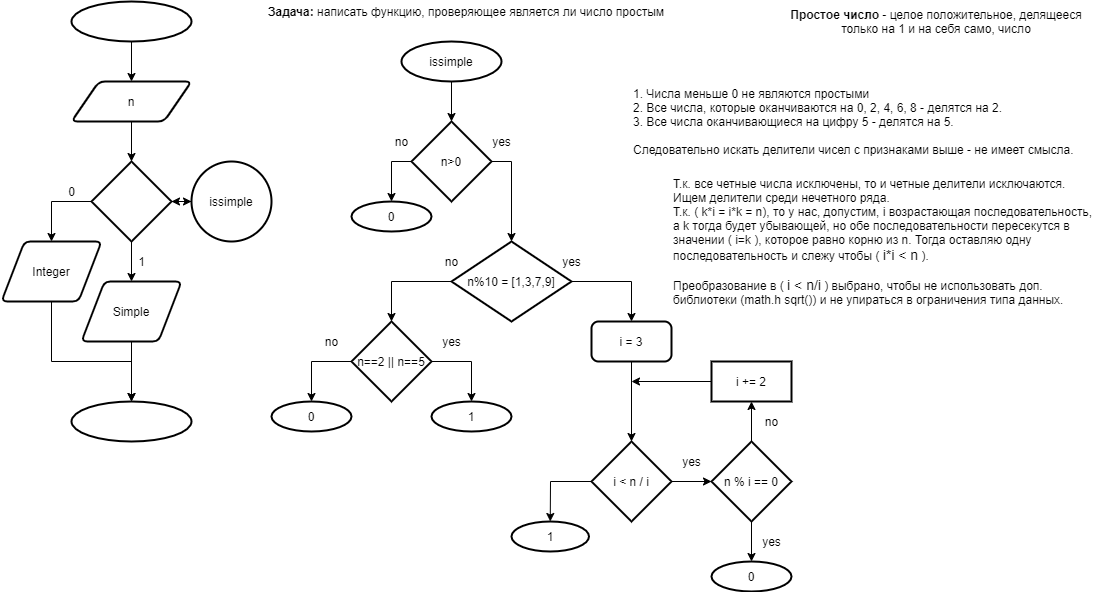 Задача: написать функцию, проверяющее является ли число простым
Простое число - целое положительное, делящееся
только на 1 и на себя само, число
n
0
issimple
1
Integer
Simple
issimple
no
yes
n>0
0
no
yes
n%10 = [1,3,7,9]
no
yes
n==2 || n==5
0
1
i = 3
i += 2
no
yes
i < n / i
n % i == 0
1
yes
0
1. Числа меньше 0 не являются простыми
2. Все числа, которые оканчиваются на 0, 2, 4, 6, 8 - делятся на 2.
3. Все числа оканчивающиеся на цифру 5 - делятся на 5.
Следовательно искать делители чисел с признаками выше - не имеет смысла.
Т.к. все четные числа исключены, то и четные делители исключаются.
Ищем делители среди нечетного ряда.
Т.к. ( k*i = i*k = n), то у нас, допустим, i возрастающая последовательность,
а k тогда будет убывающей, но обе последовательности пересекутся в
значении ( i=k ), которое равно корню из n. Тогда оставляю одну
последовательность и слежу чтобы ( i*i < n ).
Преобразование в ( i < n/i ) выбрано, чтобы не использовать доп.
библиотеки (math.h sqrt()) и не упираться в ограничения типа данных.